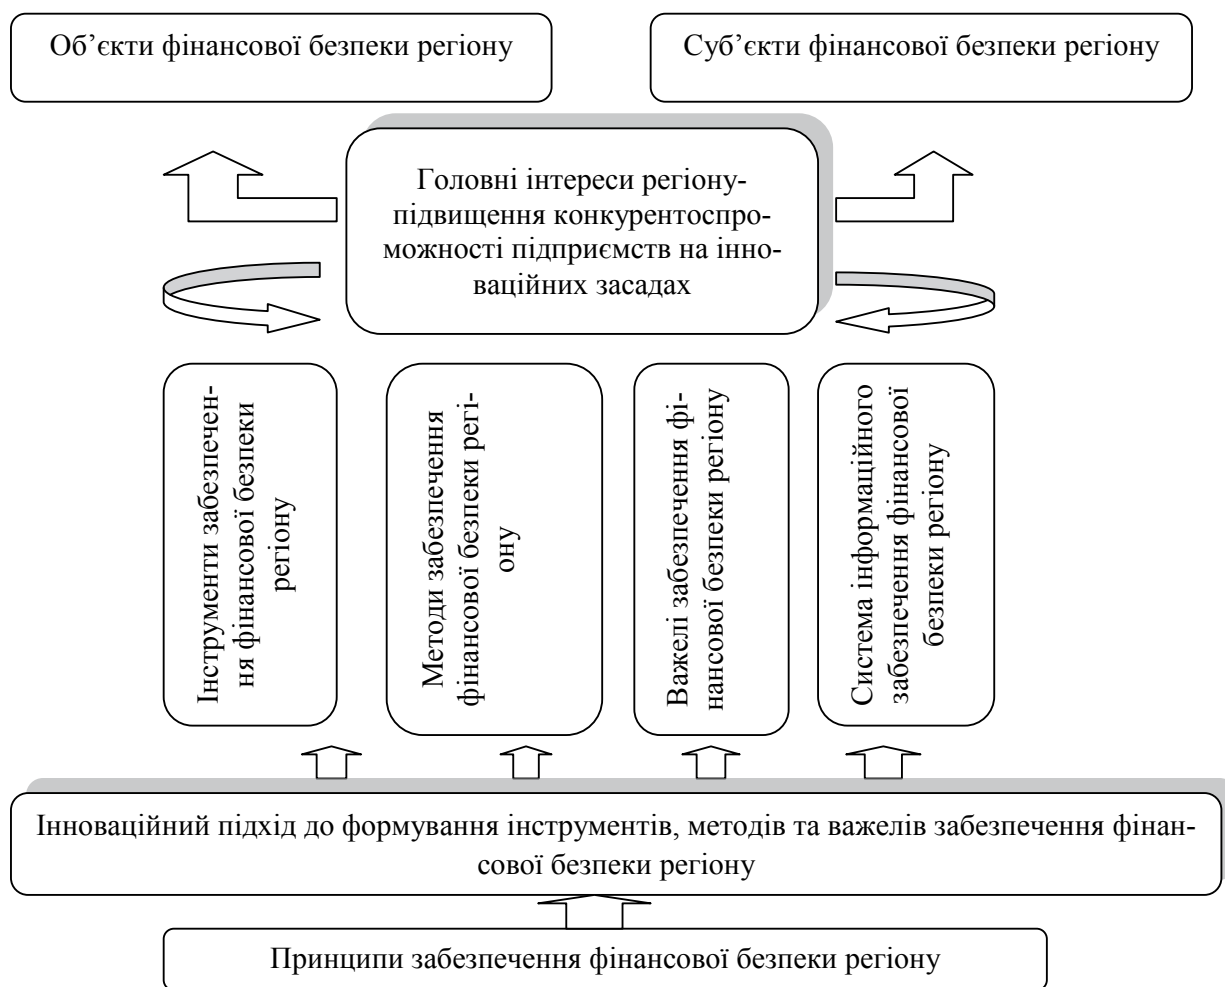 Об’єкти фінансової безпеки регіону
Суб’єкти фінансової безпеки регіону
Головні інтереси регіону-
підвищення конкурентоспро-
можності підприємств на інно-
ваційних засадах
Інструменти забезпечен-
ня фінансової безпеки
регіону
Методи забезпечення
фінансової безпеки регі-
ону
Важелі забезпечення фі-
нансової безпеки регіону
Система інформаційного
забезпечення фінансової
безпеки регіону
Інноваційний підхід до формування інструментів, методів та важелів забезпечення фінан-
сової безпеки регіону
Принципи забезпечення фінансової безпеки регіону